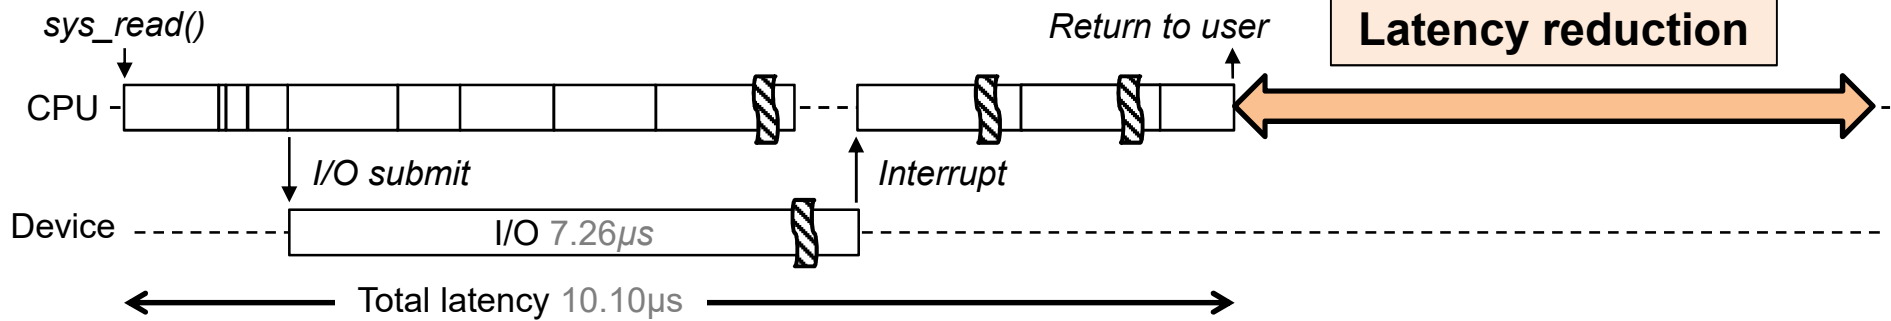 sys_read()
Return to user
Latency reduction
CPU
I/O submit
Interrupt
Device
I/O 7.26µs
Total latency 10.10µs